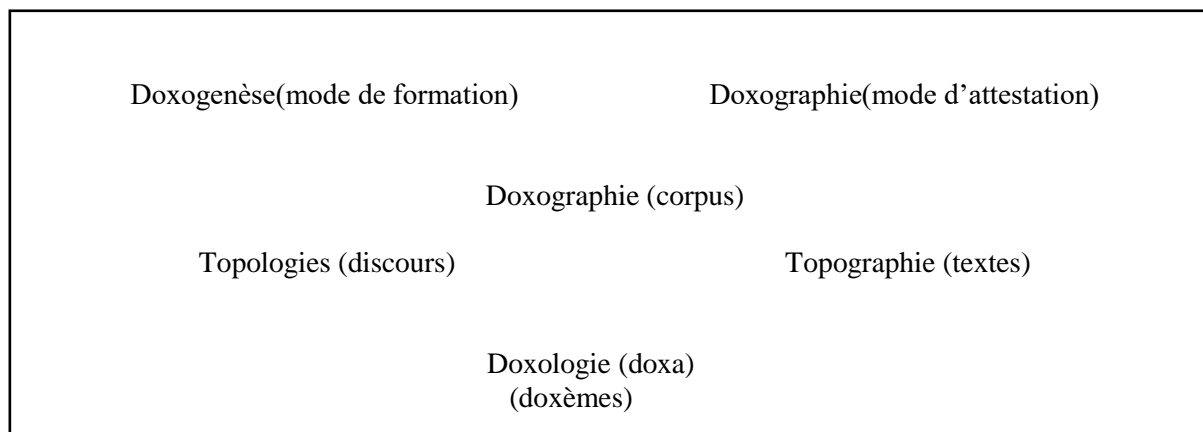 Doxogenèse(mode de formation) Doxographie(mode d’attestation)
Doxographie (corpus)
Topologies (discours) Topographie (textes)
Doxologie (doxa)
(doxèmes)